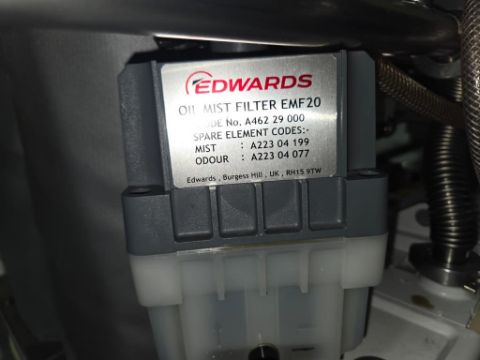 EDWARDS
OIL MIST FILTER EMF20
DE No. A462 29 000
SPARE ELEMENT CODES:-
MIST : A223 04 199
ODOUR : A223 04 077
Edwards , Burgess Hill , UK , RH15 9TW